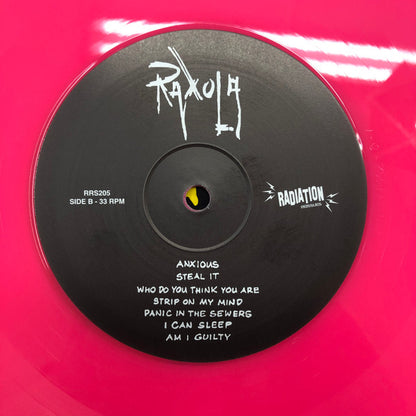 RAXOLA
RRS205
SIDE B - 33 RPM
RADIATION
ANXIOUS
STEAL IT
WHO DO YOU THINK YOU ARE
STRIP ON MY MIND
PANIC IN THE SEWERS
I CAN SLEEP
AM I GUILTY